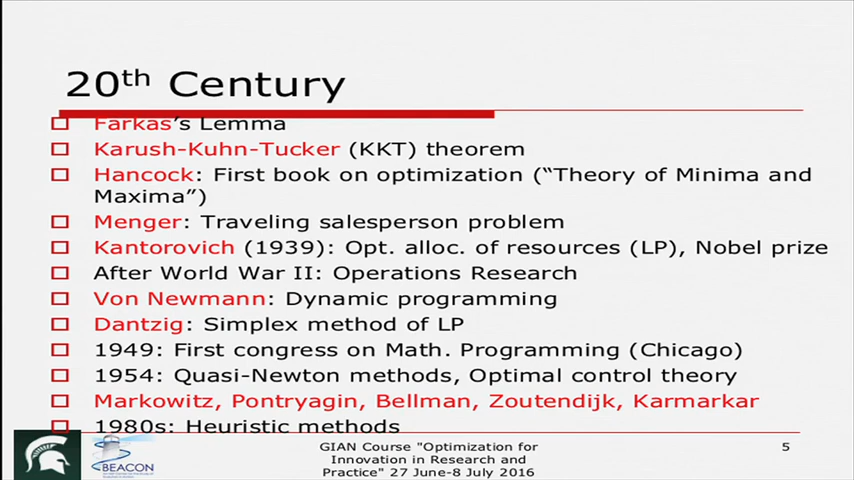 20th Century
Farkas's Lemma
Karush-Kuhn-Tucker (KKT) theorem
Hancock: First book on optimization ("Theory of Minima and
Maxima")
Menger: Traveling salesperson problem
Kantorovich (1939): Opt. alloc. of resources (LP), Nobel prize
After World War II: Operations Research
Von Newmann: Dynamic programming
Dantzig: Simplex method of LP
1949: First congress on Math. Programming (Chicago)
1954: Quasi-Newton methods, Optimal control theory
Markowitz, Pontryagin, Bellman, Zoutendijk, Karmarkar
1980s: Heuristic methods
BEACON
GIAN Course "Optimization for
Innovation in Research and
Practice" 27 June-8 July 2016
5